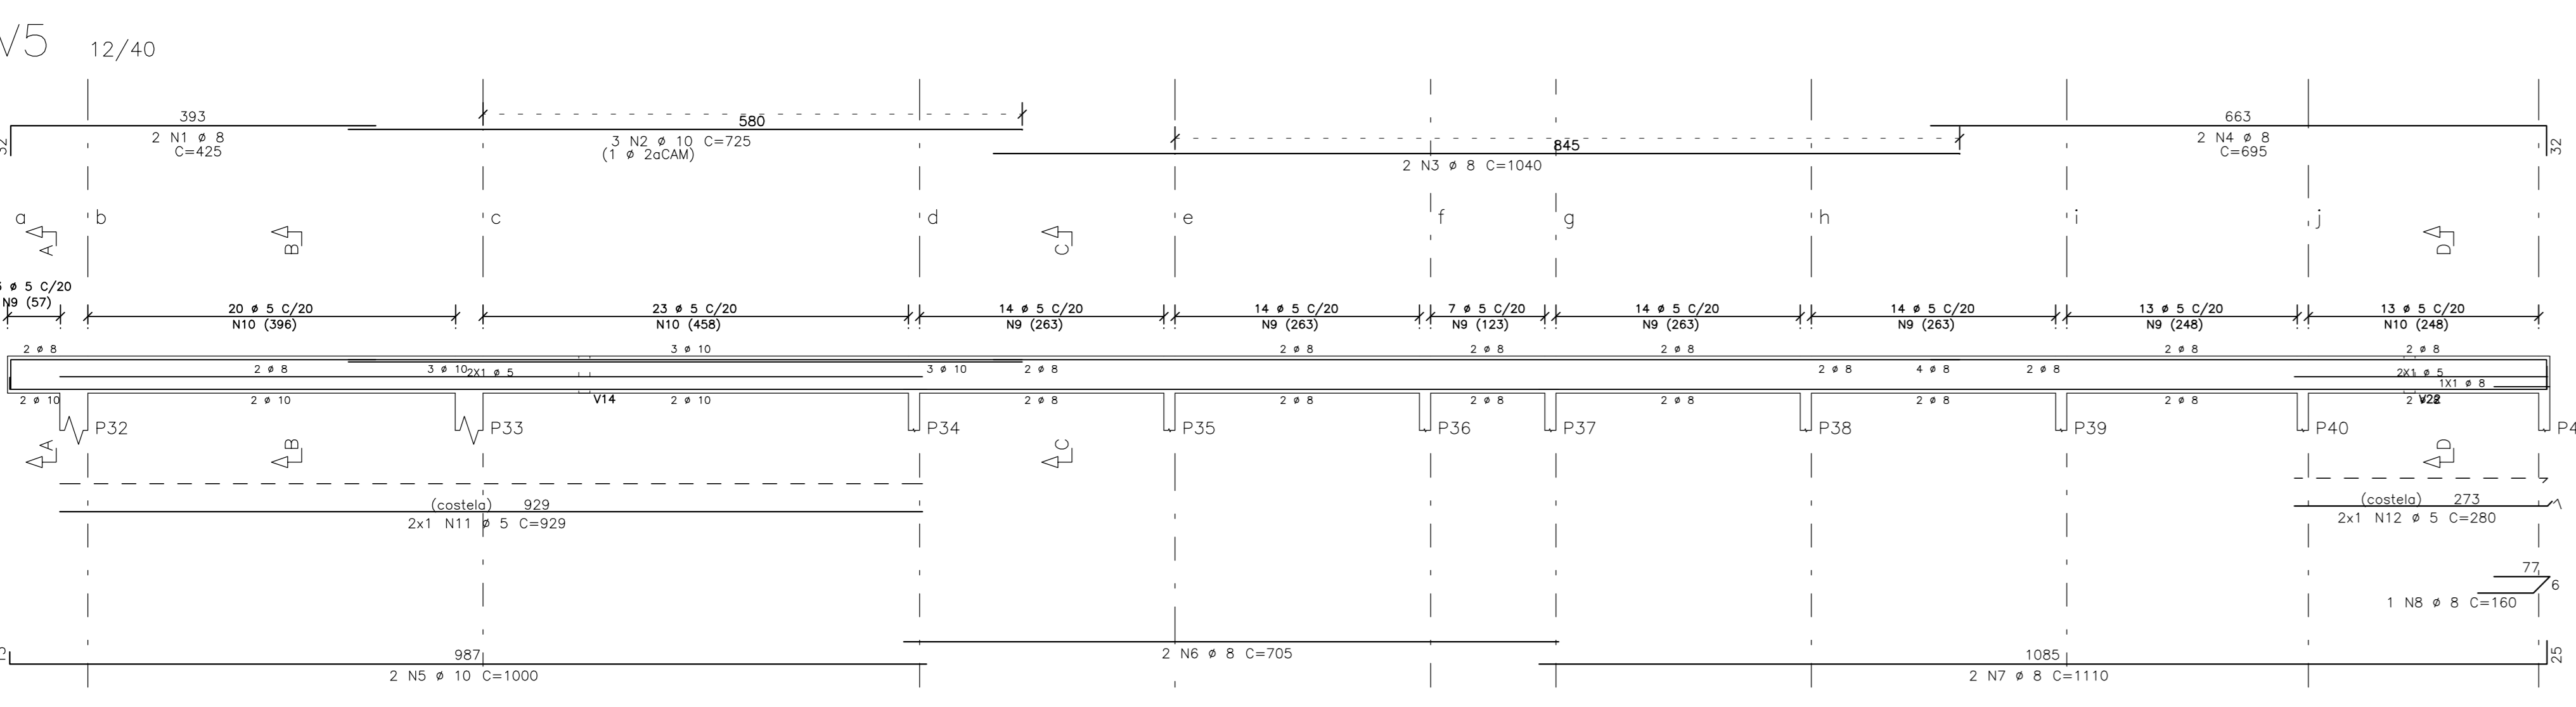 V5 12/40
393
2 N1 ø 8
C=425
32
580
3 N2 ø 10 C=725
(1 ø 2aCAM)
845
2 N3 ø 8 C=1040
663
2 N4 ø 8
C=695
32
a b c d e f g h i j
A B C D
ø 5 C/20
N9 (57)
20 ø 5 C/20
N10 (396)
23 ø 5 C/20
N10 (458)
14 ø 5 C/20
N9 (263)
14 ø 5 C/20
N9 (263)
7 ø 5 C/20
N9 (123)
14 ø 5 C/20
N9 (263)
14 ø 5 C/20
N9 (263)
13 ø 5 C/20
N9 (248)
13 ø 5 C/20
N10 (248)
2 ø 8 3 ø 10 2 ø 8 2 ø 8 2 ø 8 2 ø 8 2 ø 8
2 ø 8 3 ø 10 2X1 ø 5 3 ø 10 2 ø 8 2 ø 8 4 ø 8 2 ø 8 2X1 ø 5
1X1 ø 8
2 ø 10 2 ø 10 V14 2 ø 10 2 ø 8 2 ø 8 2 ø 8 2 ø 8 2 ø 8 2 ø 8 2 ø 8 V22
P32 P33 P34 P35 P36 P37 P38 P39 P40 P4
A B C D
(costela) 929
2x1 N11 ø 5 C=929
(costela) 273
2x1 N12 ø 5 C=280
7
77
6
1 N8 ø 8 C=160
987
2 N5 ø 10 C=1000
2 N6 ø 8 C=705
1085
2 N7 ø 8 C=1110
25